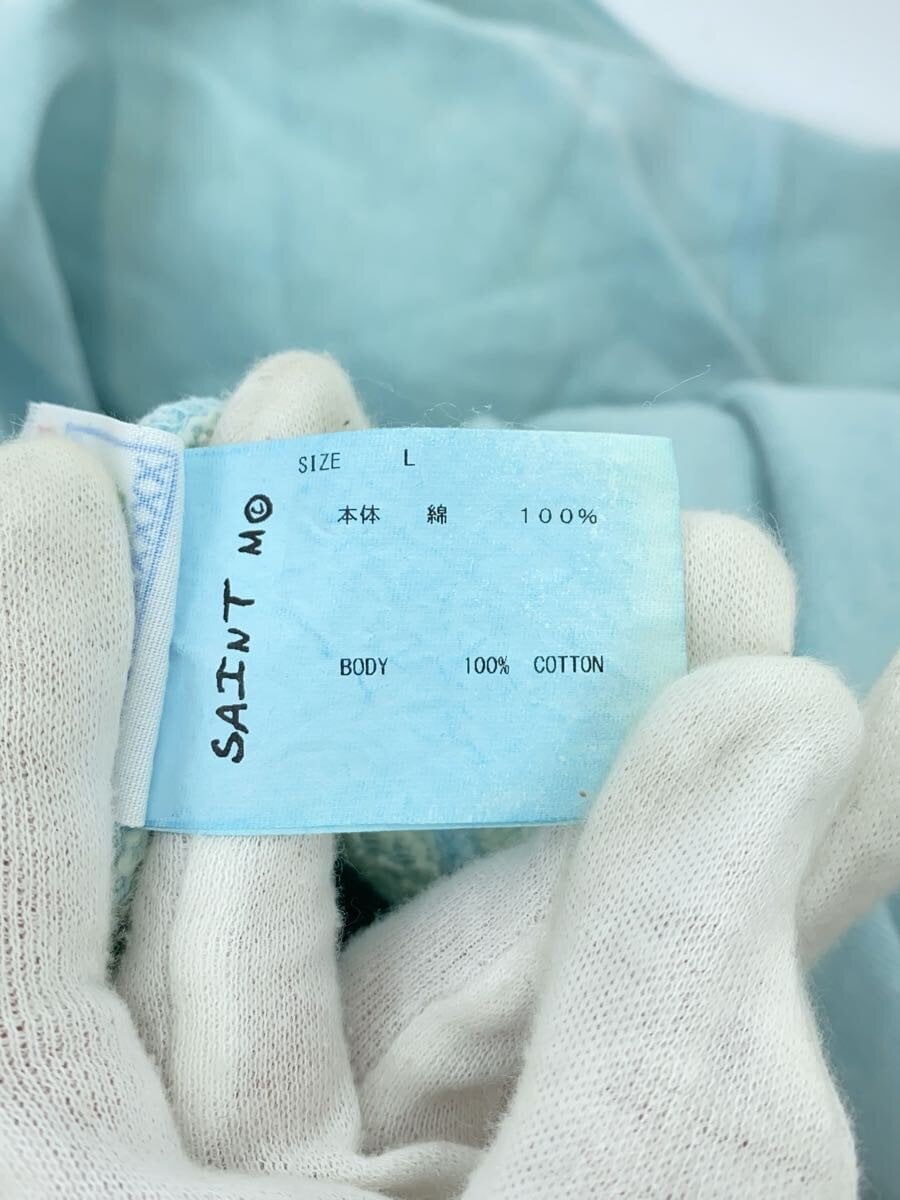 SIZE L
本体 綿 100%
BODY 100% COTTON
SAINT M©